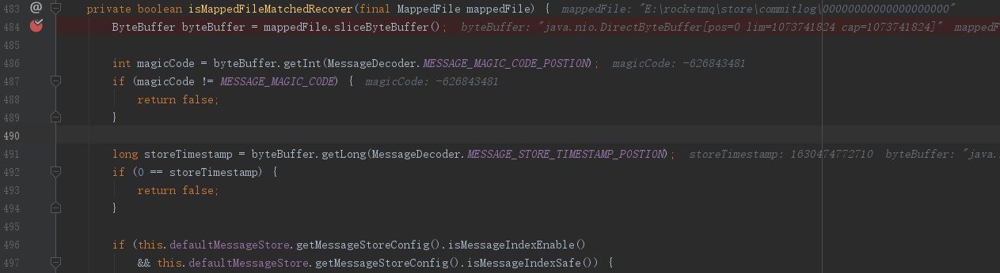 483 @ private boolean isMappedFileMatchedRecover(final MappedFile mappedFile) { mappedFile: "E:\rocketmq\store\commitlog\00000000000000000000"
484 ByteBuffer byteBuffer = mappedFile.sliceByteBuffer(); byteBuffer: "java.nio.DirectByteBuffer[pos=0 lim=1073741824 cap=1073741824]" mappedF
485
486 int magicCode = byteBuffer.getInt(MessageDecoder.MESSAGE_MAGIC_CODE_POSTION); magicCode: -626843481
487 if (magicCode != MESSAGE_MAGIC_CODE) { magicCode: -626843481
488 return false;
489 }
490
491 long storeTimestamp = byteBuffer.getLong(MessageDecoder.MESSAGE_STORE_TIMESTAMP_POSTION); storeTimestamp: 1630474772710 byteBuffer: "java.
492 if (0 == storeTimestamp) {
493 return false;
494 }
495
496 if (this.defaultMessageStore.getMessageStoreConfig().isMessageIndexEnable()
497 && this.defaultMessageStore.getMessageStoreConfig().isMessageIndexSafe()) {